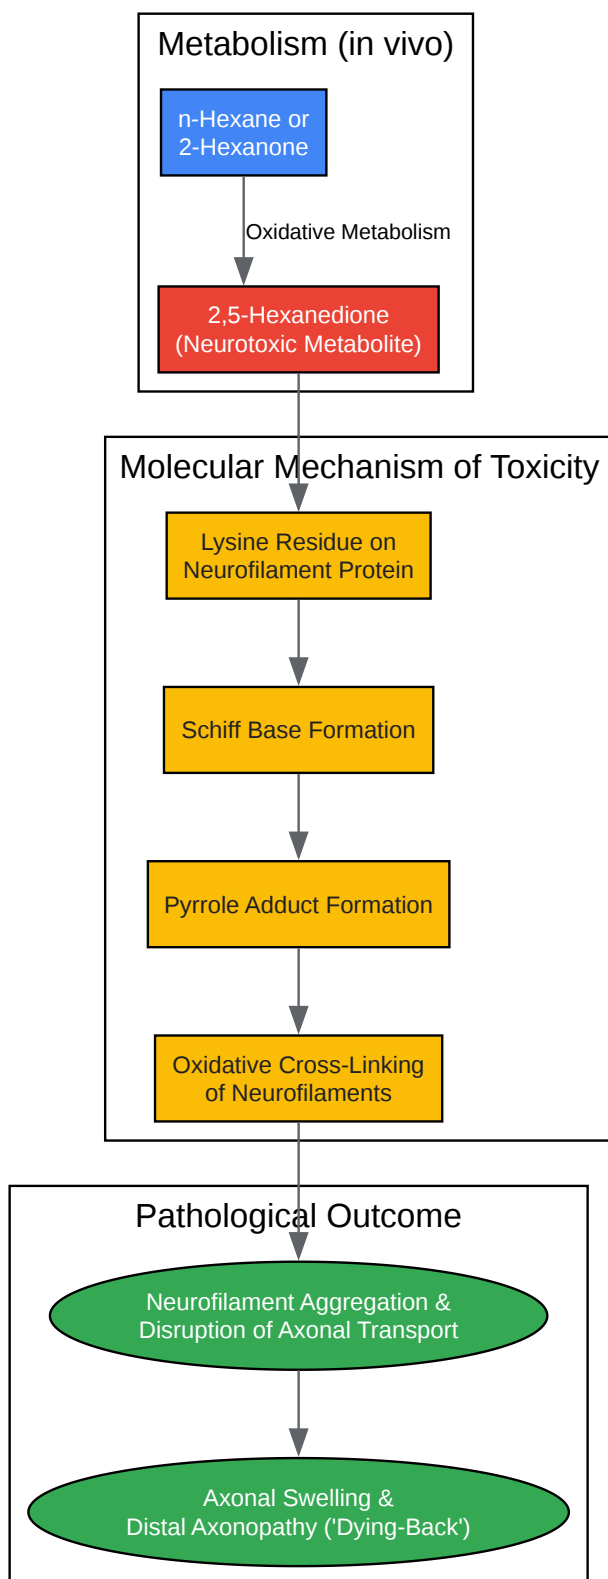 Metabolism (in vivo)
n-Hexane or
2-Hexanone
Oxidative Metabolism
2,5-Hexanedione
(Neurotoxic Metabolite)
Molecular Mechanism of Toxicity
Lysine Residue on
Neurofilament Protein
Schiff Base Formation
Pyrrole Adduct Formation
Oxidative Cross-Linking
of Neurofilaments
Pathological Outcome
Neurofilament Aggregation &
Disruption of Axonal Transport
Axonal Swelling &
Distal Axonopathy ('Dying-Back')